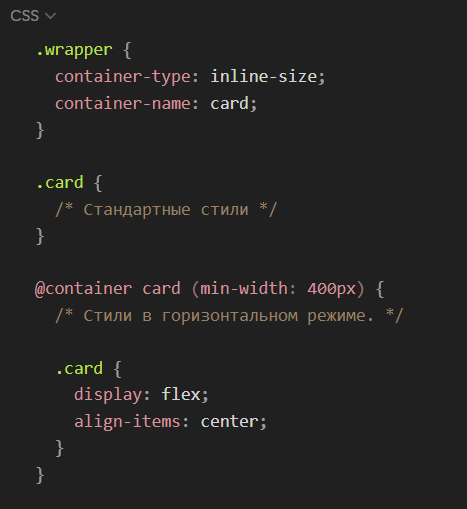 CSS
.wrapper {
  container-type: inline-size;
  container-name: card;
}
.card {
  /* Стандартные стили */
}
@container card (min-width: 400px) {
  /* Стили в горизонтальном режиме. */
  .card {
    display: flex;
    align-items: center;
  }
}